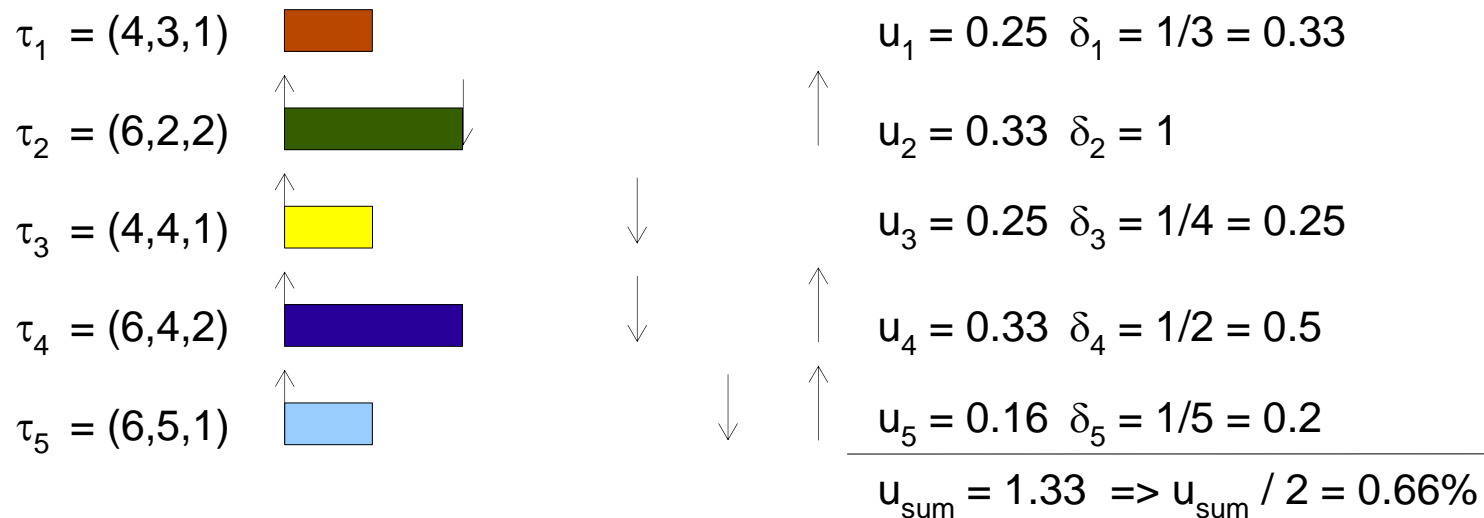 τ₁ = (4,3,1) u₁ = 0.25 δ₁ = 1/3 = 0.33
τ₂ = (6,2,2) u₂ = 0.33 δ₂ = 1
τ₃ = (4,4,1) u₃ = 0.25 δ₃ = 1/4 = 0.25
τ₄ = (6,4,2) u₄ = 0.33 δ₄ = 1/2 = 0.5
τ₅ = (6,5,1) u₅ = 0.16 δ₅ = 1/5 = 0.2
u_sum = 1.33 => u_sum / 2 = 0.66%